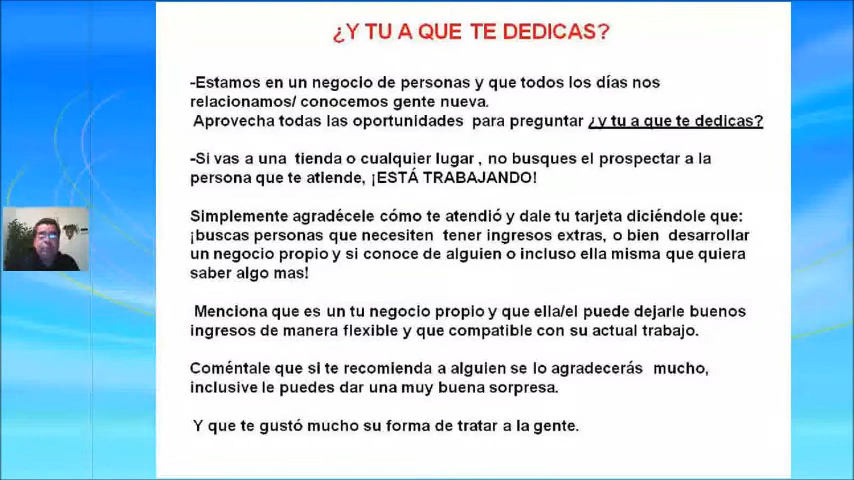 ¿Y TU A QUE TE DEDICAS?
-Estamos en un negocio de personas y que todos los días nos
relacionamos/ conocemos gente nueva.
Aprovecha todas las oportunidades para preguntar ¿y tu a que te dedicas?
-Si vas a una tienda o cualquier lugar , no busques el prospectar a la
persona que te atiende, ¡ESTÁ TRABAJANDO!
Simplemente agradécele cómo te atendió y dale tu tarjeta diciéndole que:
¡buscas personas que necesiten tener ingresos extras, o bien desarrollar
un negocio propio y si conoce de alguien o incluso ella misma que quiera
saber algo mas!
Menciona que es un tu negocio propio y que ella/el puede dejarle buenos
ingresos de manera flexible y que compatible con su actual trabajo.
Coméntale que si te recomienda a alguien se lo agradecerás mucho,
inclusive le puedes dar una muy buena sorpresa.
Y que te gustó mucho su forma de tratar a la gente.